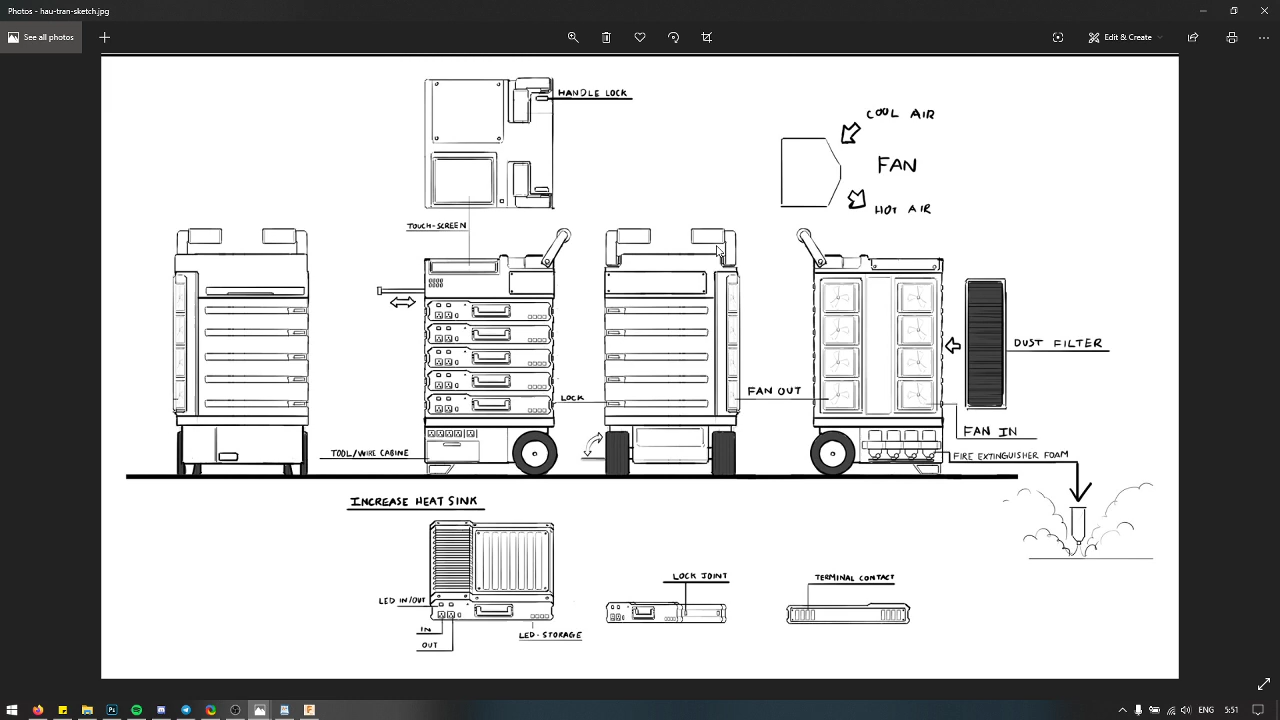 Photos - hau-tran-sketch.jpg
See all photos
Edit & Create
HANDLE LOCK
COOL AIR
FAN
HOT AIR
TOUCH-SCREEN
DUST FILTER
FAN OUT
LOCK
FAN IN
TOOL/WIRE CABINE
FIRE EXTINGUISHER FOAM
INCREASE HEAT SINK
LOCK JOINT
TERMINAL CONTACT
LED IN/OUT
IN
LED-STORAGE
OUT
Ps
F
5:51